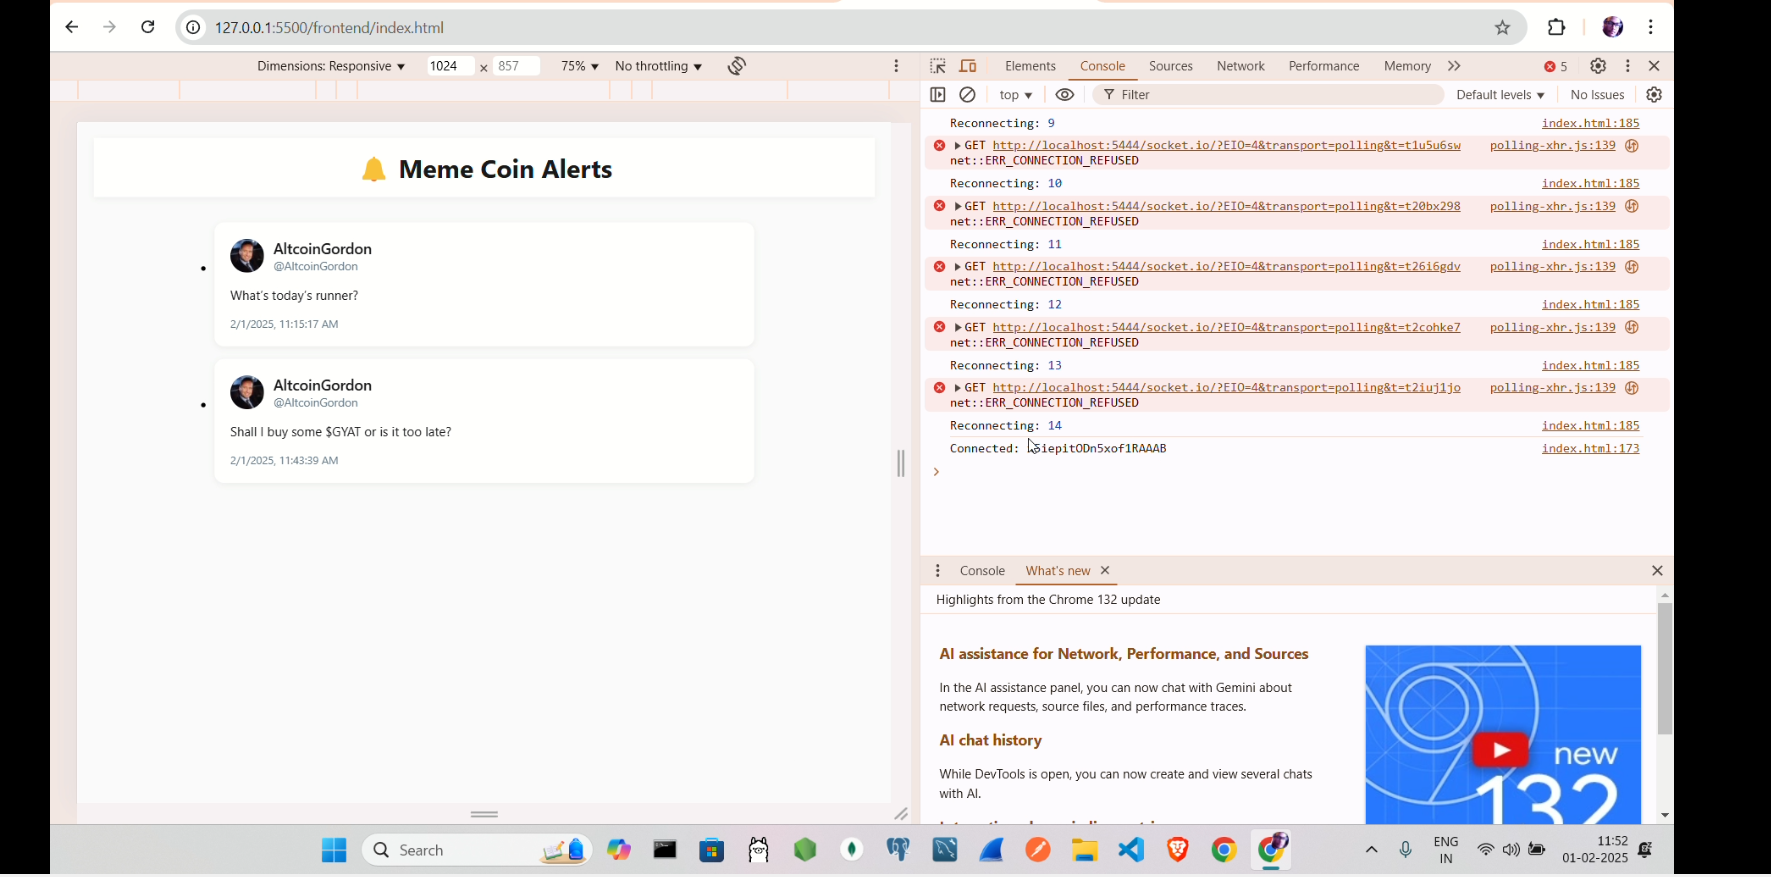 127.0.0.1:5500/frontend/index.html
Dimensions: Responsive 1024 × 857 75% No throttling
Elements Console Sources Network Performance Memory 5
top Filter Default levels No Issues
🔔 Meme Coin Alerts
AltcoinGordon
@AltcoinGordon
What's today's runner?
2/1/2025, 11:15:17 AM
AltcoinGordon
@AltcoinGordon
Shall I buy some $GYAT or is it too late?
2/1/2025, 11:43:39 AM
Reconnecting: 9 index.html:185
GET http://localhost:5444/socket.io/?EIO=4&transport=polling&t=t1u5u6sw polling-xhr.js:139
net::ERR_CONNECTION_REFUSED
Reconnecting: 10 index.html:185
GET http://localhost:5444/socket.io/?EIO=4&transport=polling&t=t20bx298 polling-xhr.js:139
net::ERR_CONNECTION_REFUSED
Reconnecting: 11 index.html:185
GET http://localhost:5444/socket.io/?EIO=4&transport=polling&t=t26i6gdv polling-xhr.js:139
net::ERR_CONNECTION_REFUSED
Reconnecting: 12 index.html:185
GET http://localhost:5444/socket.io/?EIO=4&transport=polling&t=t2cohke7 polling-xhr.js:139
net::ERR_CONNECTION_REFUSED
Reconnecting: 13 index.html:185
GET http://localhost:5444/socket.io/?EIO=4&transport=polling&t=t2iuj1jo polling-xhr.js:139
net::ERR_CONNECTION_REFUSED
Reconnecting: 14 index.html:185
Connected: index.html:173
Console What's new
Highlights from the Chrome 132 update
AI assistance for Network, Performance, and Sources
In the AI assistance panel, you can now chat with Gemini about
network requests, source files, and performance traces.
AI chat history
While DevTools is open, you can now create and view several chats
with AI.
new
132
Search
ENG
IN
11:52
01-02-2025